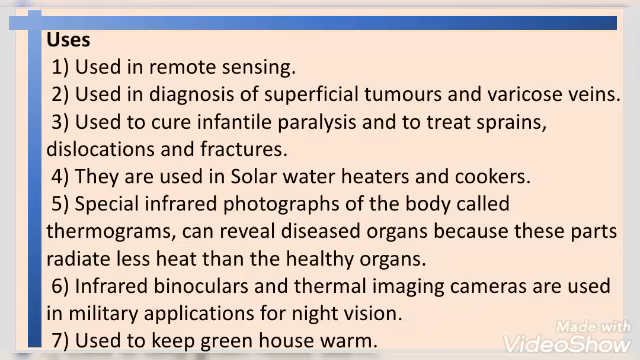 Uses
1) Used in remote sensing.
2) Used in diagnosis of superficial tumours and varicose veins.
3) Used to cure infantile paralysis and to treat sprains,
dislocations and fractures.
4) They are used in Solar water heaters and cookers.
5) Special infrared photographs of the body called
thermograms, can reveal diseased organs because these parts
radiate less heat than the healthy organs.
6) Infrared binoculars and thermal imaging cameras are used
in military applications for night vision.
7) Used to keep green house warm.
Made with
VideoShow